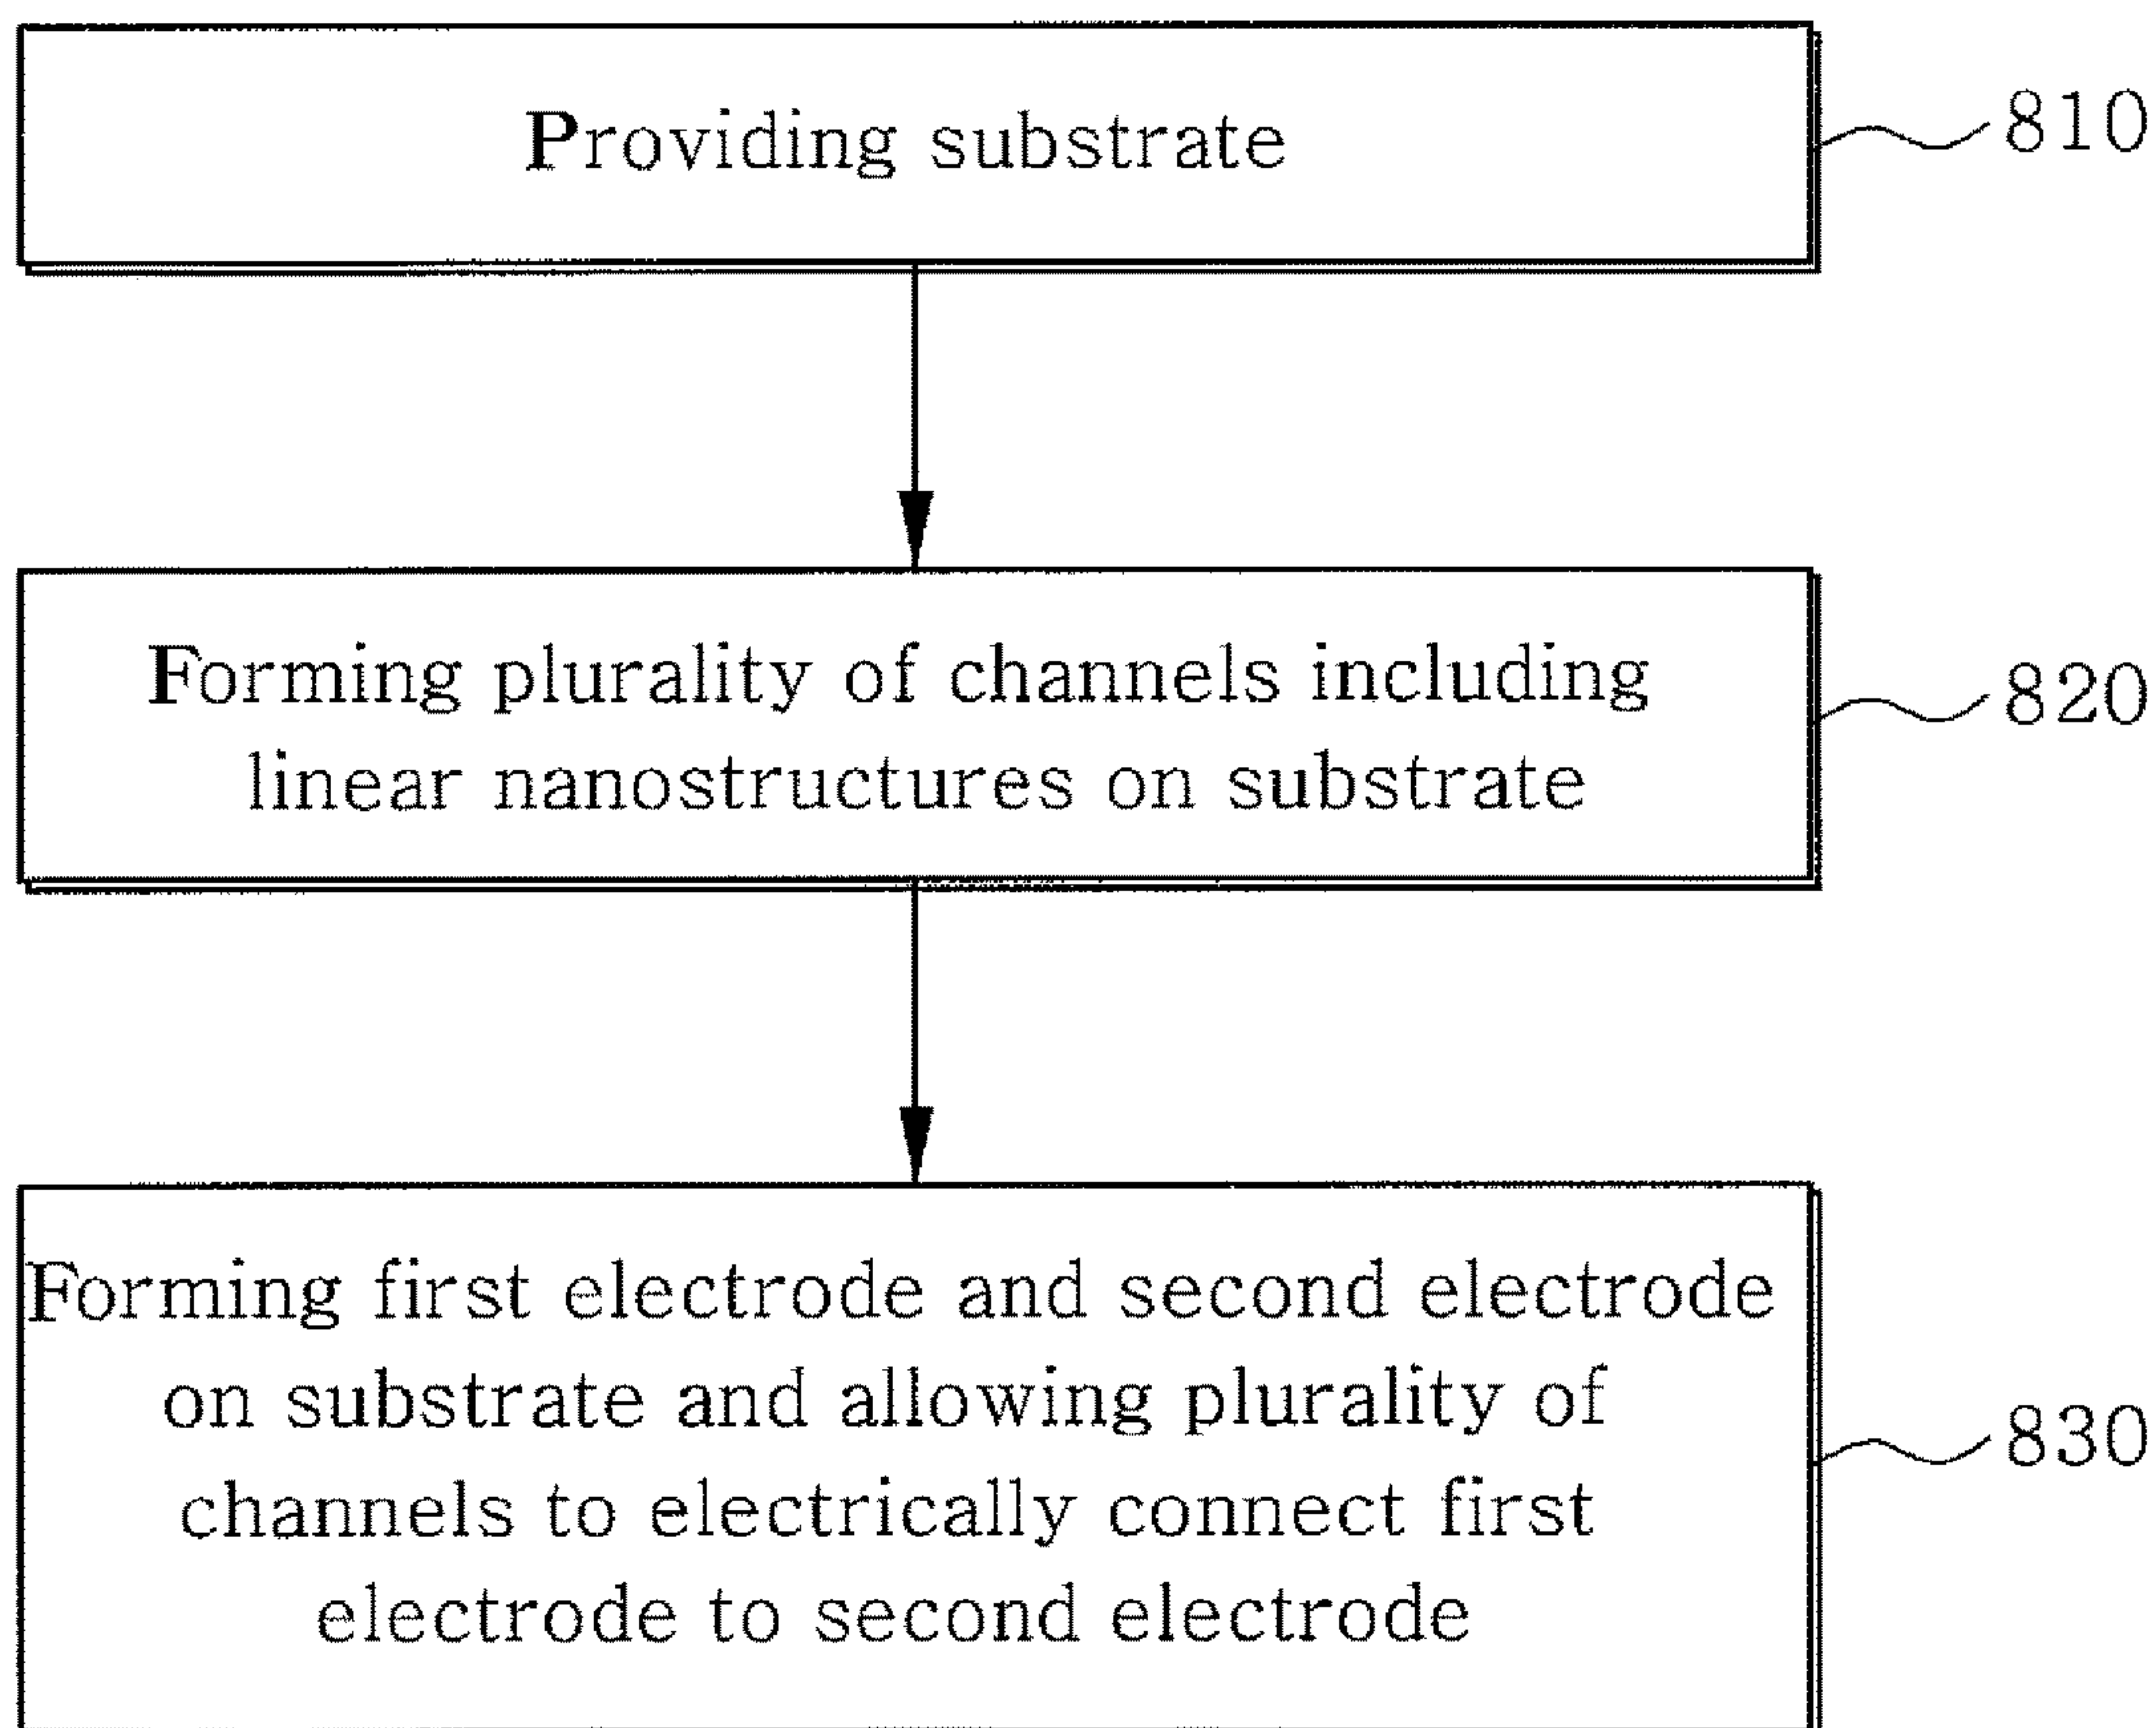 Providing substrate
810
Forming plurality of channels including
linear nanostructures on substrate
820
Forming first electrode and second electrode
on substrate and allowing plurality of
channels to electrically connect first
electrode to second electrode
830